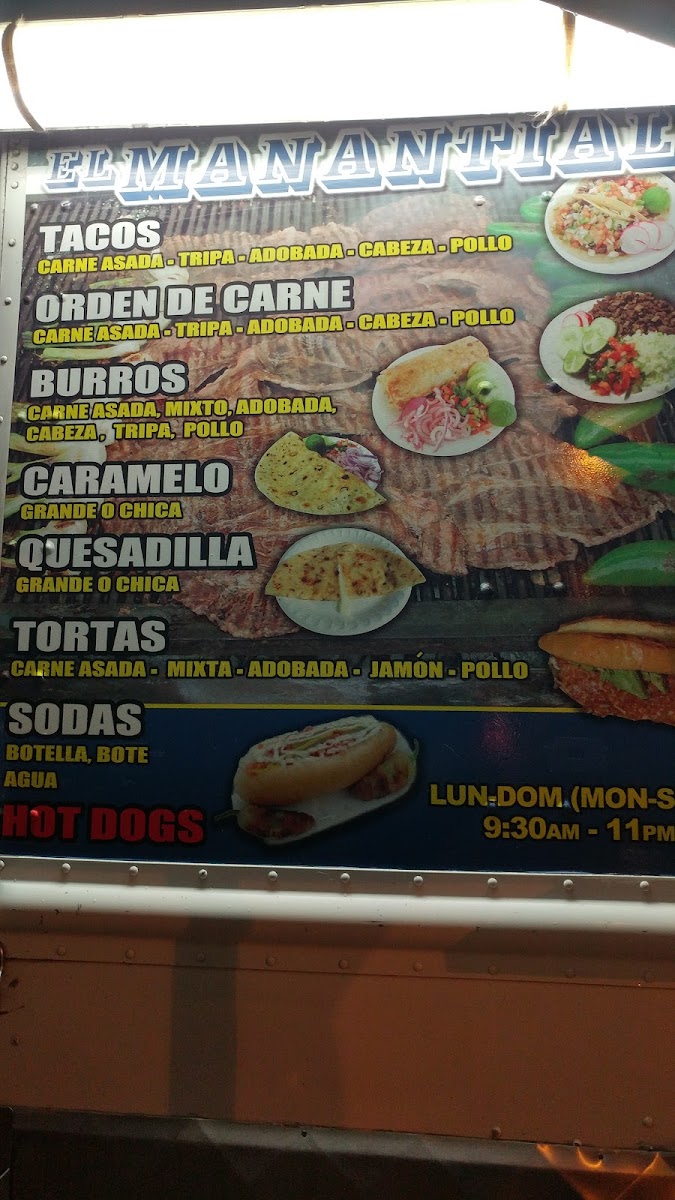 EL MANANTIAL
TACOS
CARNE ASADA - TRIPA - ADOBADA - CABEZA - POLLO
ORDEN DE CARNE
CARNE ASADA - TRIPA - ADOBADA - CABEZA - POLLO
BURROS
CARNE ASADA, MIXTO, ADOBADA,
CABEZA, TRIPA, POLLO
CARAMELO
GRANDE O CHICA
QUESADILLA
GRANDE O CHICA
TORTAS
CARNE ASADA - MIXTA - ADOBADA - JAMÓN - POLLO
SODAS
BOTELLA, BOTE
AGUA
HOT DOGS
LUN-DOM (MON-S
9:30AM - 11PM